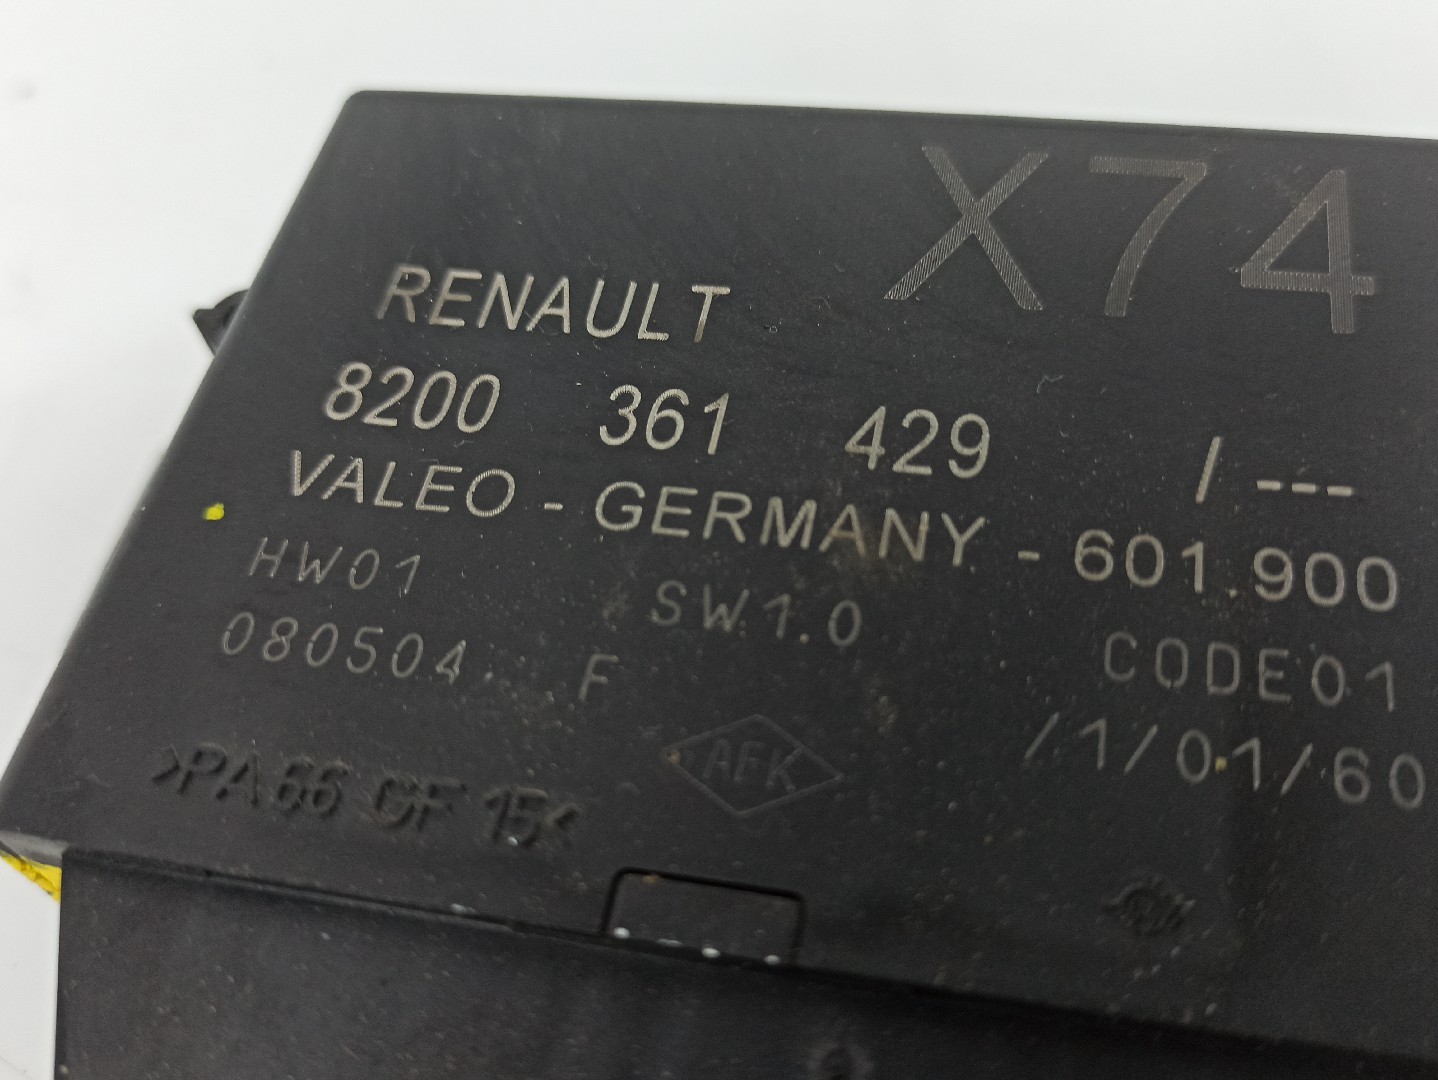 X74
RENAULT
8200 361 429 / ---
VALEO - GERMANY - 601.900
HW01 SW1.0 CODE01
080504 F /1/01/60
AFK
>PA66 GF 15<